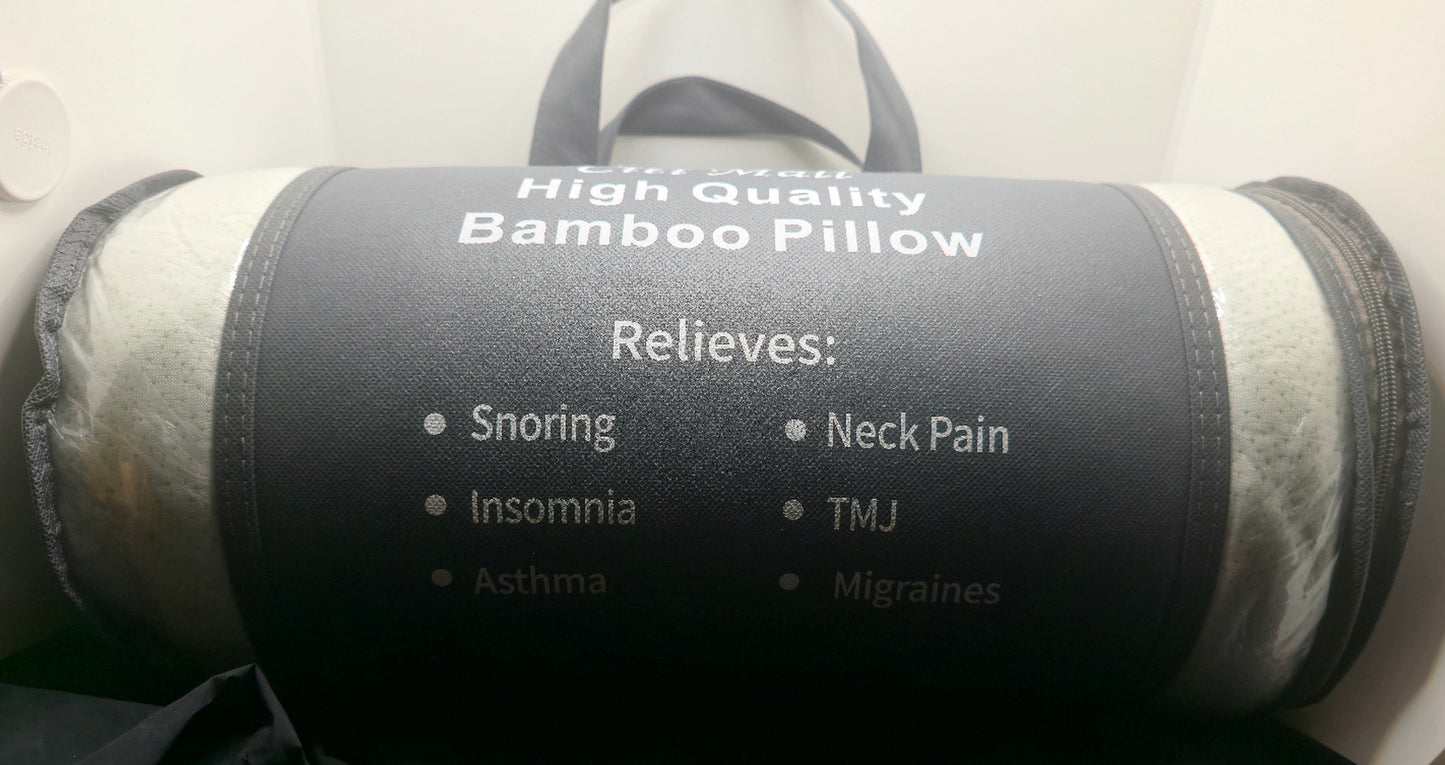 High Quality
Bamboo Pillow
Relieves:
Snoring
Neck Pain
Insomnia
TMJ
Asthma
Migraines